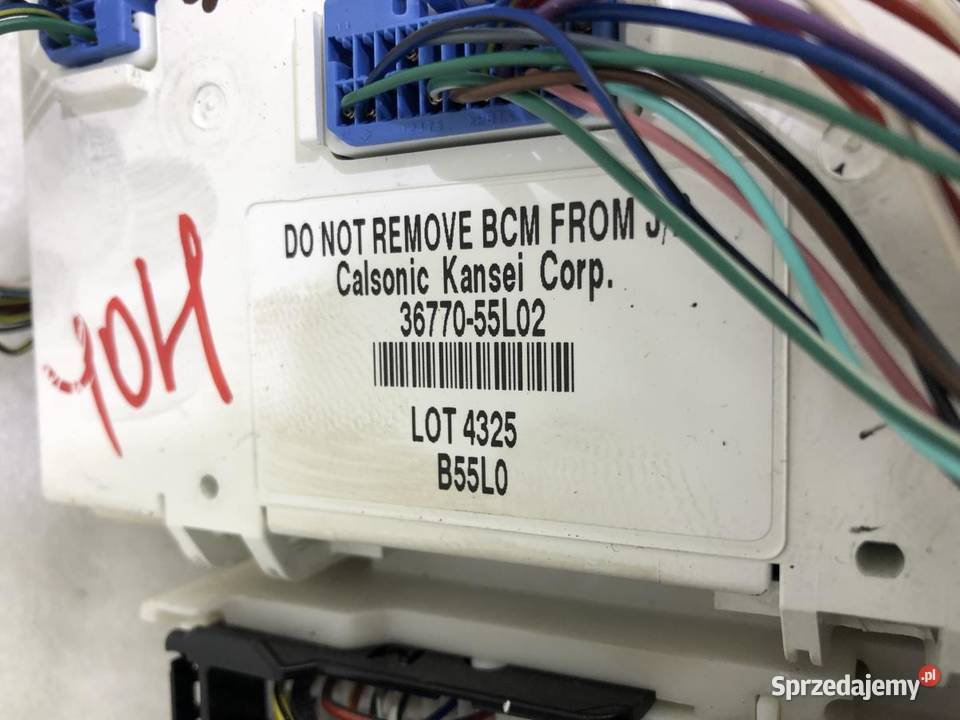 DO NOT REMOVE BCM FROM
Calsonic Kansei Corp.
36770-55L02
LOT 4325
B55L0
Sprzedajemy.pl